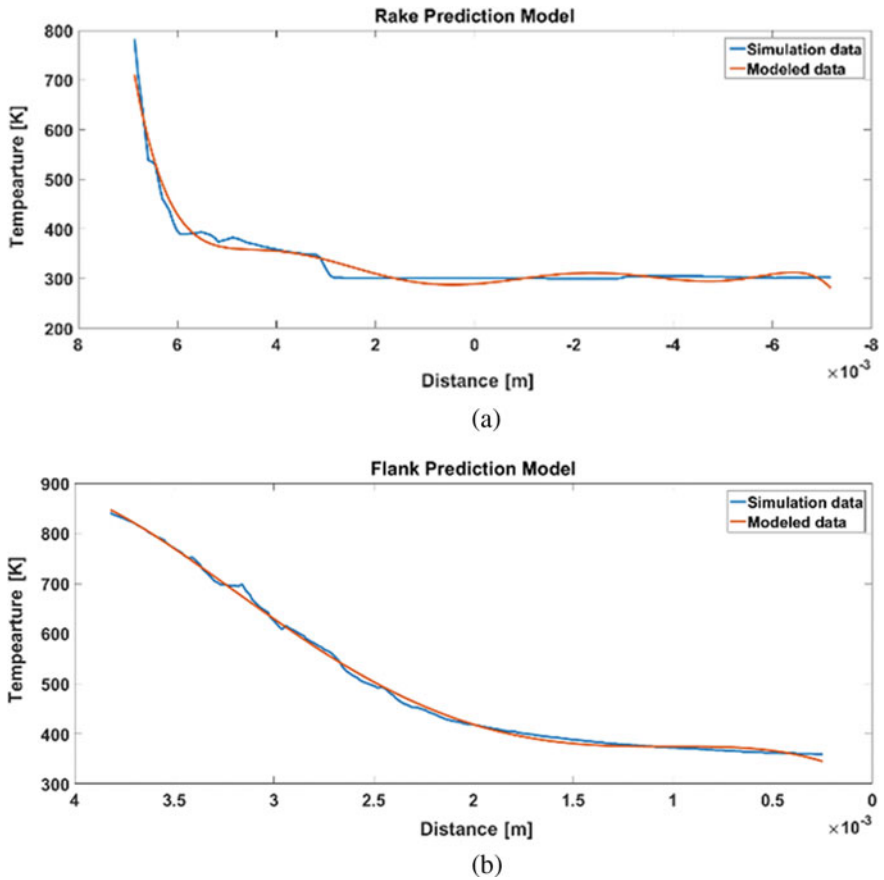 Rake Prediction Model
800
700
600
500
400
300
200
Tempearture [K]
Simulation data
Modeled data
8 6 4 2 0 -2 -4 -6 -8
×10-3
Distance [m]
(a)
Flank Prediction Model
900
800
700
600
500
400
300
Tempearture [K]
Simulation data
Modeled data
4 3.5 3 2.5 2 1.5 1 0.5 0
×10-3
Distance [m]
(b)